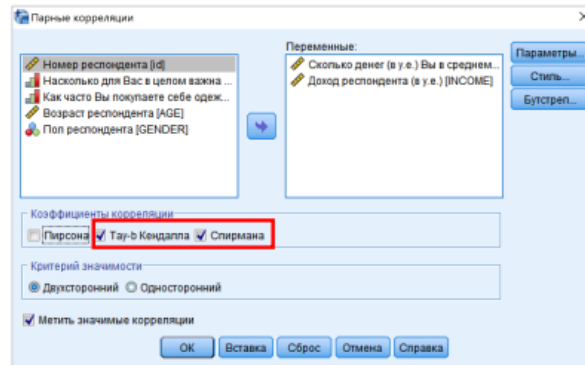 Парные корреляции
Номер респондента [id]
Насколько для Вас в целом важна ...
Как часто Вы покупаете себе одеж...
Возраст респондента [AGE]
Пол респондента [GENDER]
Переменные:
Сколько денег (в у.е.) Вы в среднем...
Доход респондента (в у.е.) [INCOME]
Параметры...
Стиль...
Бутстреп...
Коэффициенты корреляции
Пирсона Тау-b Кендалла Спирмана
Критерий значимости
Двухсторонний Односторонний
Метить значимые корреляции
OK Вставка Сброс Отмена Справка